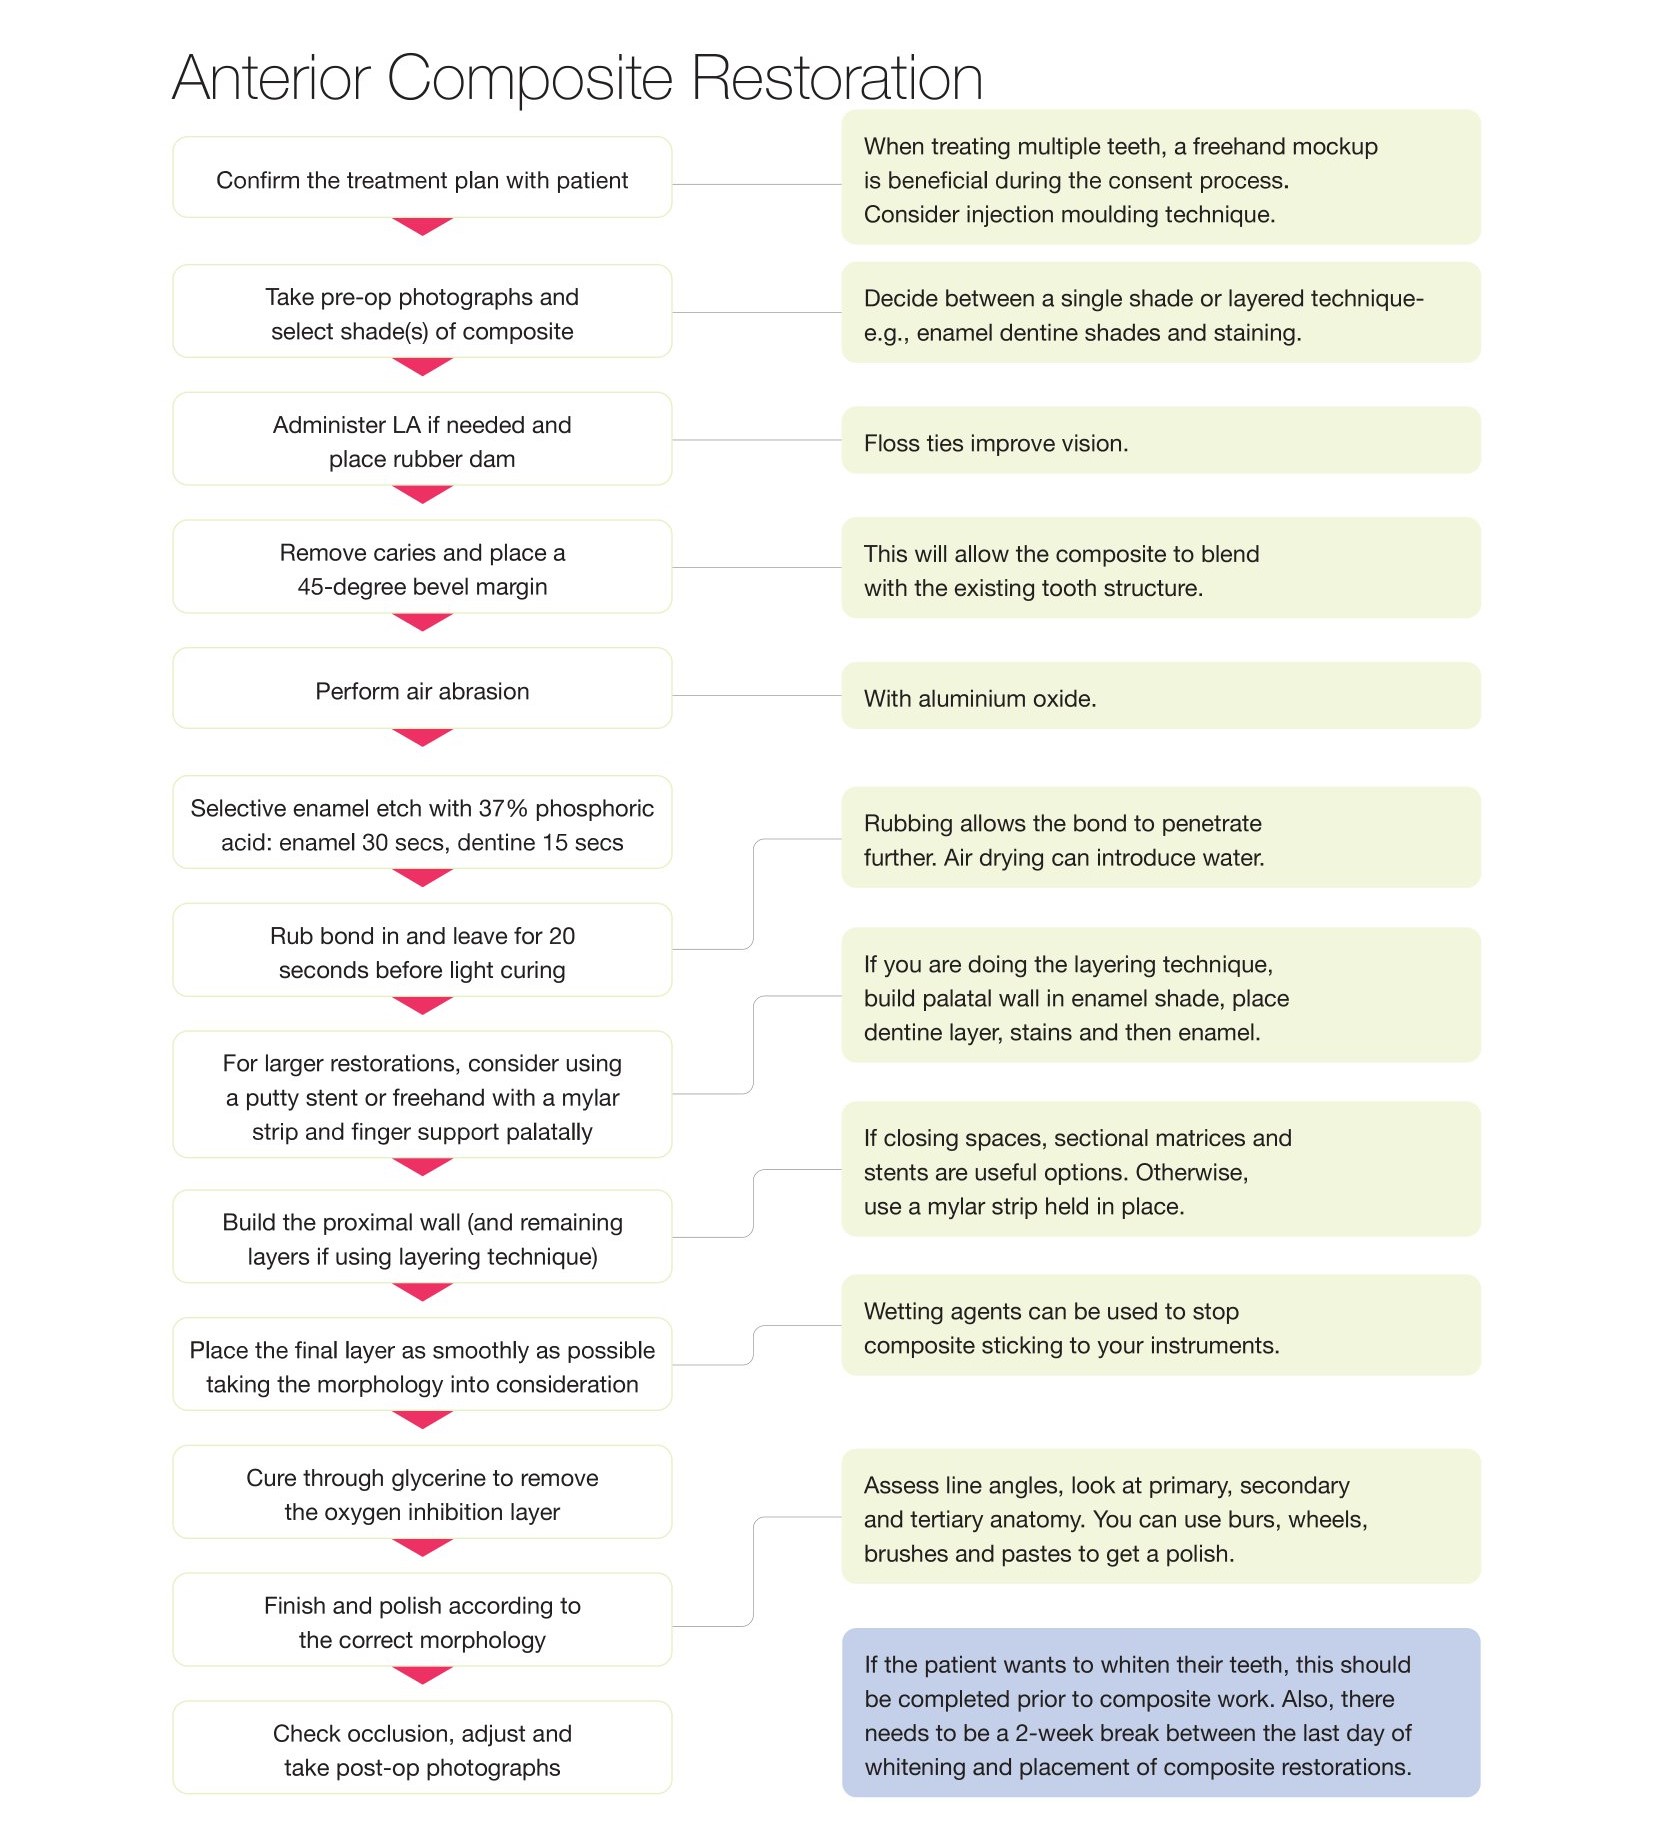 Anterior Composite Restoration
Confirm the treatment plan with patient
When treating multiple teeth, a freehand mockup
is beneficial during the consent process.
Consider injection moulding technique.
Take pre-op photographs and
select shade(s) of composite
Decide between a single shade or layered technique-
e.g., enamel dentine shades and staining.
Administer LA if needed and
place rubber dam
Floss ties improve vision.
Remove caries and place a
45-degree bevel margin
This will allow the composite to blend
with the existing tooth structure.
Perform air abrasion
With aluminium oxide.
Selective enamel etch with 37% phosphoric
acid: enamel 30 secs, dentine 15 secs
Rub bond in and leave for 20
seconds before light curing
Rubbing allows the bond to penetrate
further. Air drying can introduce water.
For larger restorations, consider using
a putty stent or freehand with a mylar
strip and finger support palatally
If you are doing the layering technique,
build palatal wall in enamel shade, place
dentine layer, stains and then enamel.
Build the proximal wall (and remaining
layers if using layering technique)
If closing spaces, sectional matrices and
stents are useful options. Otherwise,
use a mylar strip held in place.
Place the final layer as smoothly as possible
taking the morphology into consideration
Wetting agents can be used to stop
composite sticking to your instruments.
Cure through glycerine to remove
the oxygen inhibition layer
Finish and polish according to
the correct morphology
Assess line angles, look at primary, secondary
and tertiary anatomy. You can use burs, wheels,
brushes and pastes to get a polish.
Check occlusion, adjust and
take post-op photographs
If the patient wants to whiten their teeth, this should
be completed prior to composite work. Also, there
needs to be a 2-week break between the last day of
whitening and placement of composite restorations.